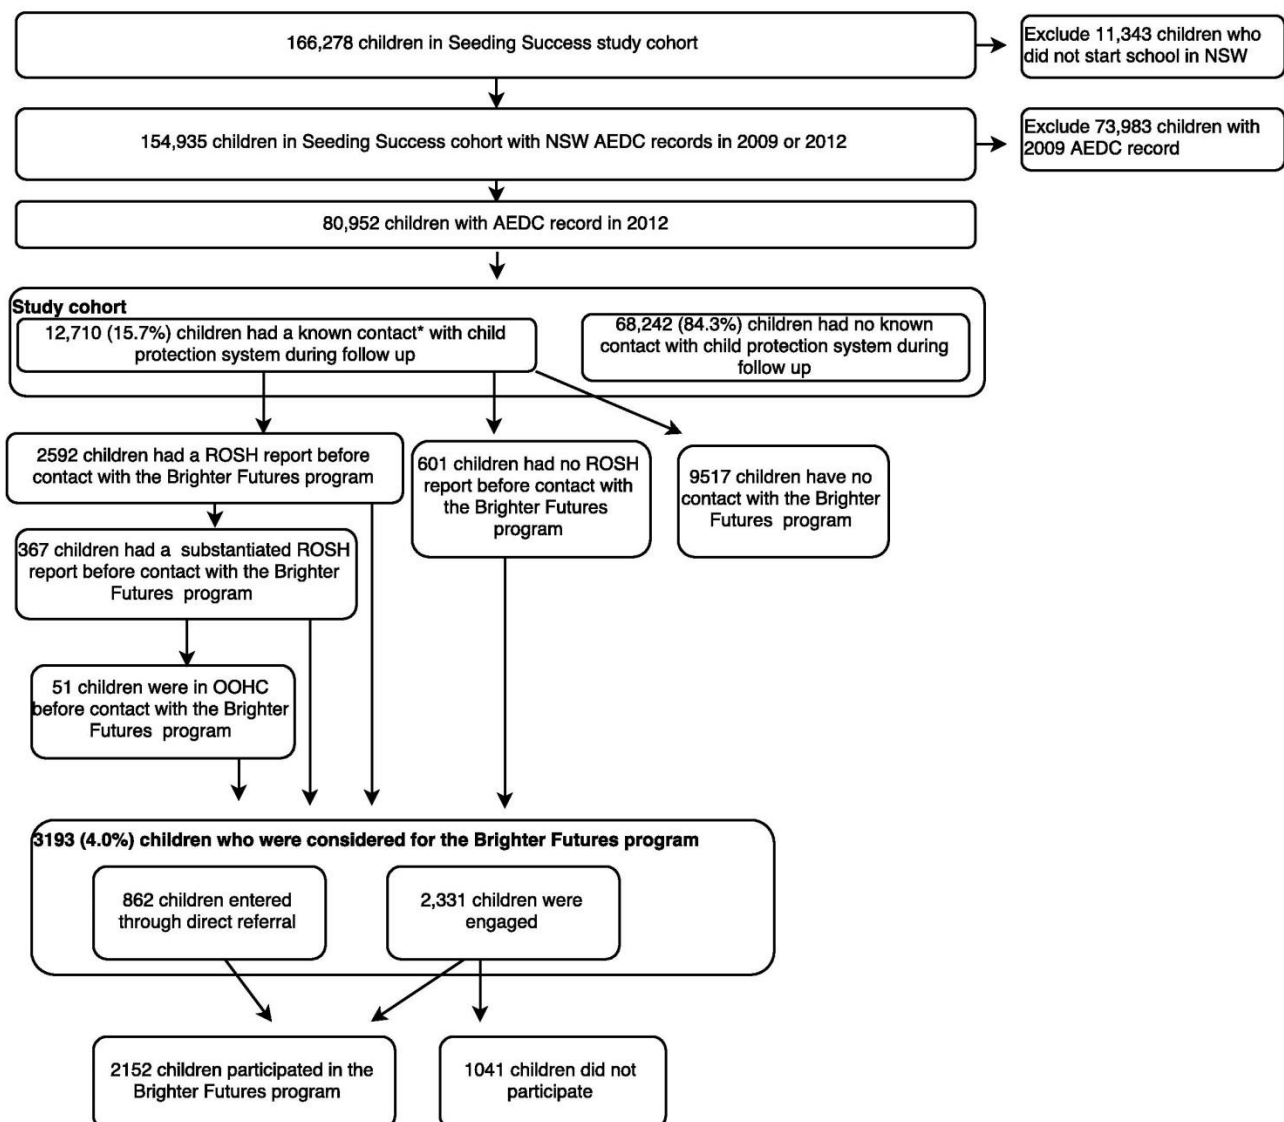 166,278 children in Seeding Success study cohort
Exclude 11,343 children who
did not start school in NSW
154,935 children in Seeding Success cohort with NSW AEDC records in 2009 or 2012
Exclude 73,983 children with
2009 AEDC record
80,952 children with AEDC record in 2012
Study cohort
12,710 (15.7%) children had a known contact* with child
protection system during follow up
68,242 (84.3%) children had no known
contact with child protection system during
follow up
2592 children had a ROSH report before
contact with the Brighter Futures program
601 children had no ROSH
report before contact with
the Brighter Futures
program
9517 children have no
contact with the Brighter
Futures program
367 children had a substantiated ROSH
report before contact with the Brighter
Futures program
51 children were in OOHC
before contact with the Brighter
Futures program
3193 (4.0%) children who were considered for the Brighter Futures program
862 children entered
through direct referral
2,331 children were
engaged
2152 children participated in the
Brighter Futures program
1041 children did not
participate